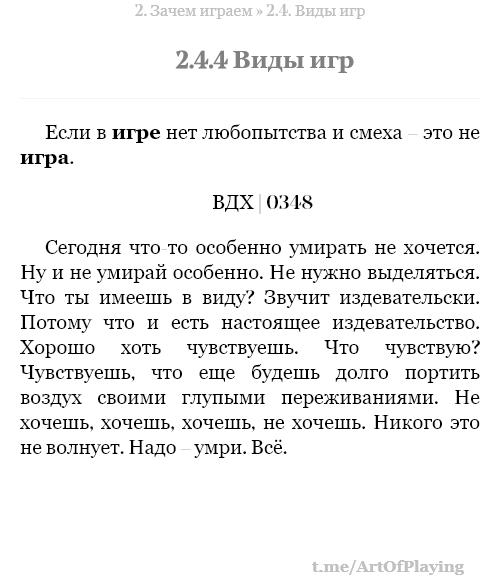 2. Зачем играем » 2.4. Виды игр
2.4.4 Виды игр
Если в игре нет любопытства и смеха – это не
игра.
ВДХ | 0348
Сегодня что-то особенно умирать не хочется.
Ну и не умирай особенно. Не нужно выделяться.
Что ты имеешь в виду? Звучит издевательски.
Потому что и есть настоящее издевательство.
Хорошо хоть чувствуешь. Что чувствую?
Чувствуешь, что еще будешь долго портить
воздух своими глупыми переживаниями. Не
хочешь, хочешь, хочешь, не хочешь. Никого это
не волнует. Надо – умри. Всё.
t.me/ArtOfPlaying